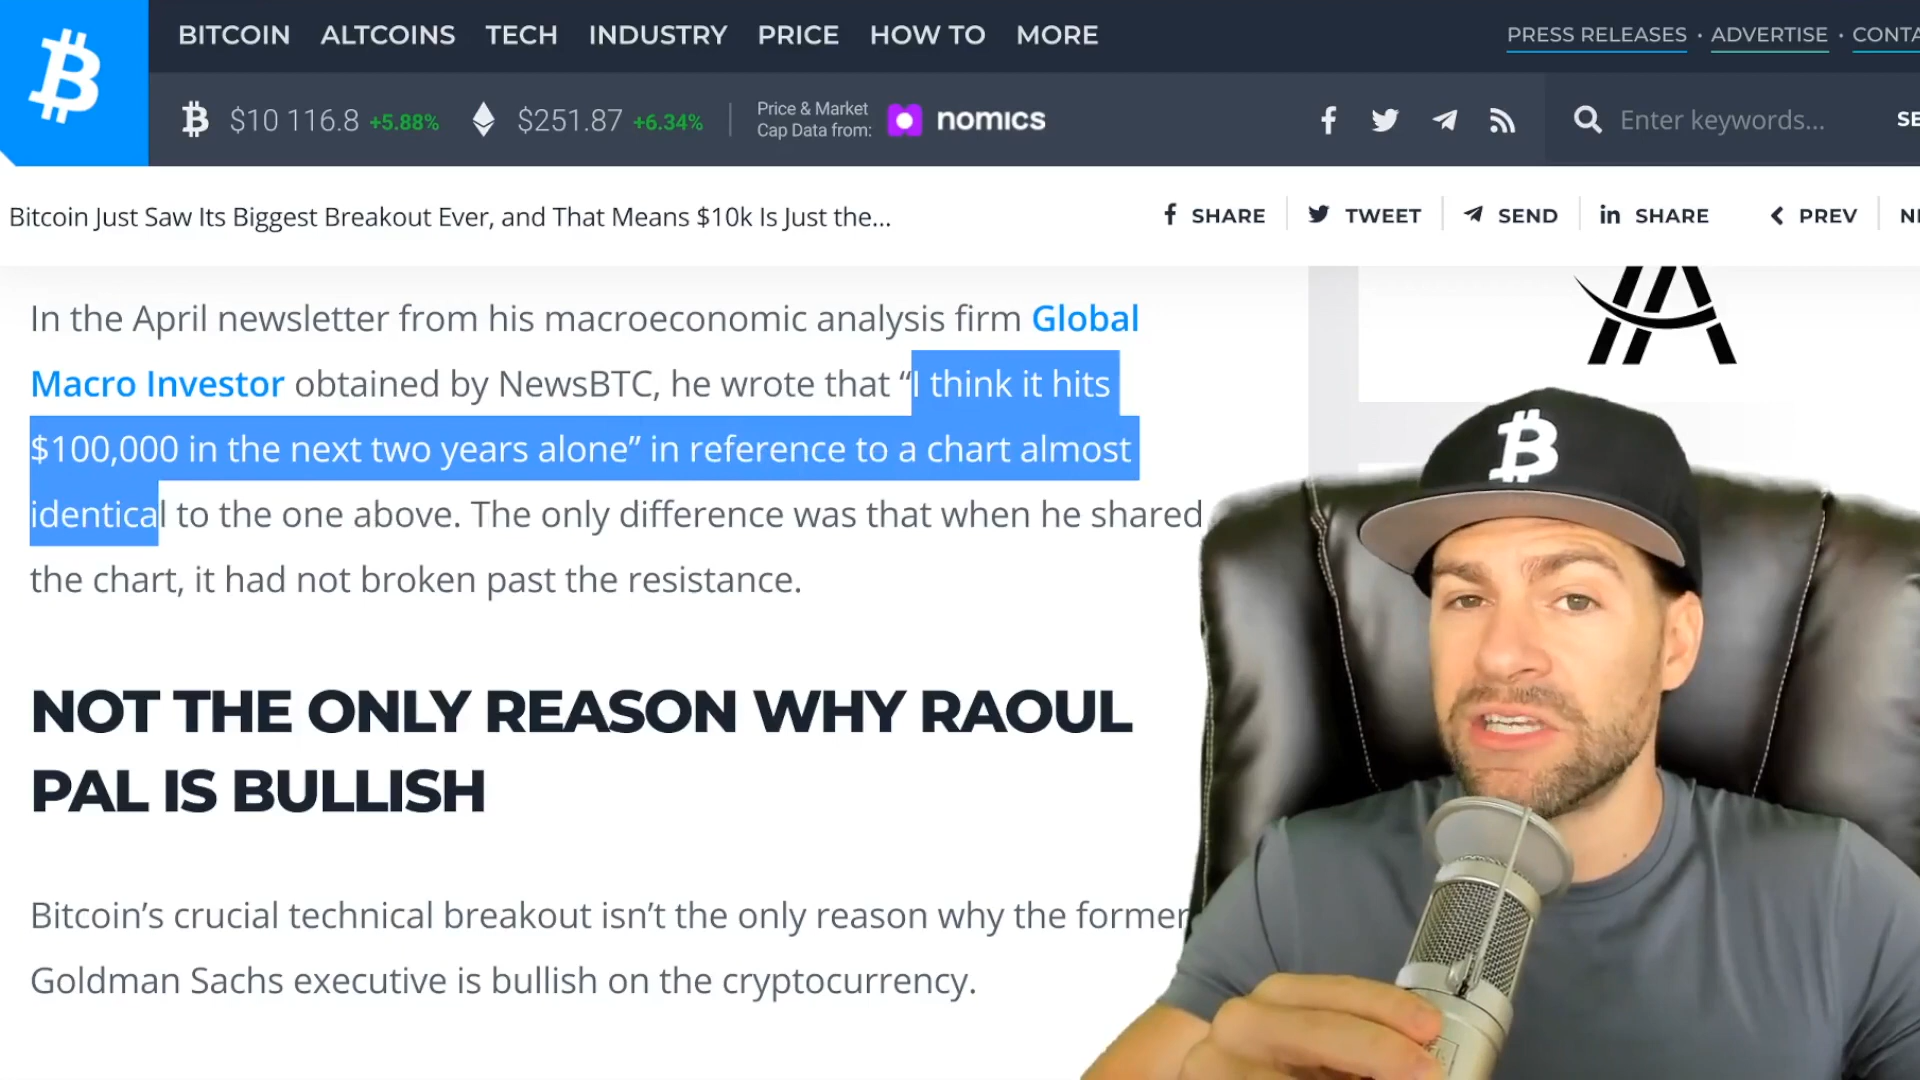 BITCOIN ALTCOINS TECH INDUSTRY PRICE HOW TO MORE
PRESS RELEASES · ADVERTISE · CONTA
$10 116.8 +5.88% $251.87 +6.34%
Price & Market
Cap Data from:
nomics
Enter keywords...
SE
Bitcoin Just Saw Its Biggest Breakout Ever, and That Means $10k Is Just the...
SHARE TWEET SEND SHARE PREV NE
In the April newsletter from his macroeconomic analysis firm Global
Macro Investor obtained by NewsBTC, he wrote that “I think it hits
$100,000 in the next two years alone” in reference to a chart almost
identical to the one above. The only difference was that when he shared
the chart, it had not broken past the resistance.
NOT THE ONLY REASON WHY RAOUL
PAL IS BULLISH
Bitcoin’s crucial technical breakout isn’t the only reason why the former
Goldman Sachs executive is bullish on the cryptocurrency.